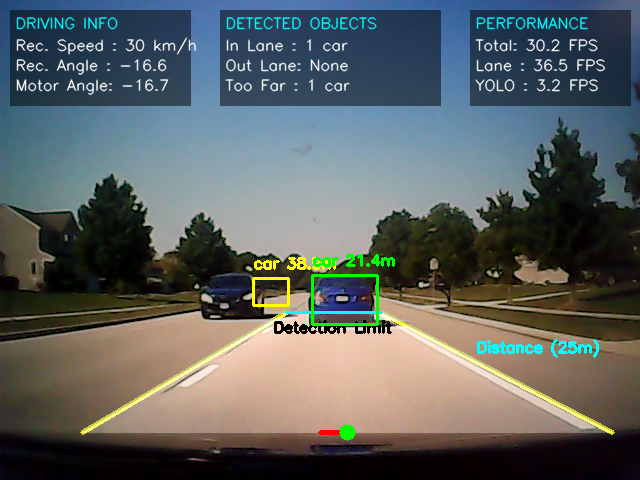 DRIVING INFO
Rec. Speed : 30 km/h
Rec. Angle : -16.6
Motor Angle: -16.7
DETECTED OBJECTS
In Lane : 1 car
Out Lane: None
Too Far : 1 car
PERFORMANCE
Total: 30.2 FPS
Lane : 36.5 FPS
YOLO : 3.2 FPS
car 38.
car 21.4m
Detection Limit
Distance (25m)